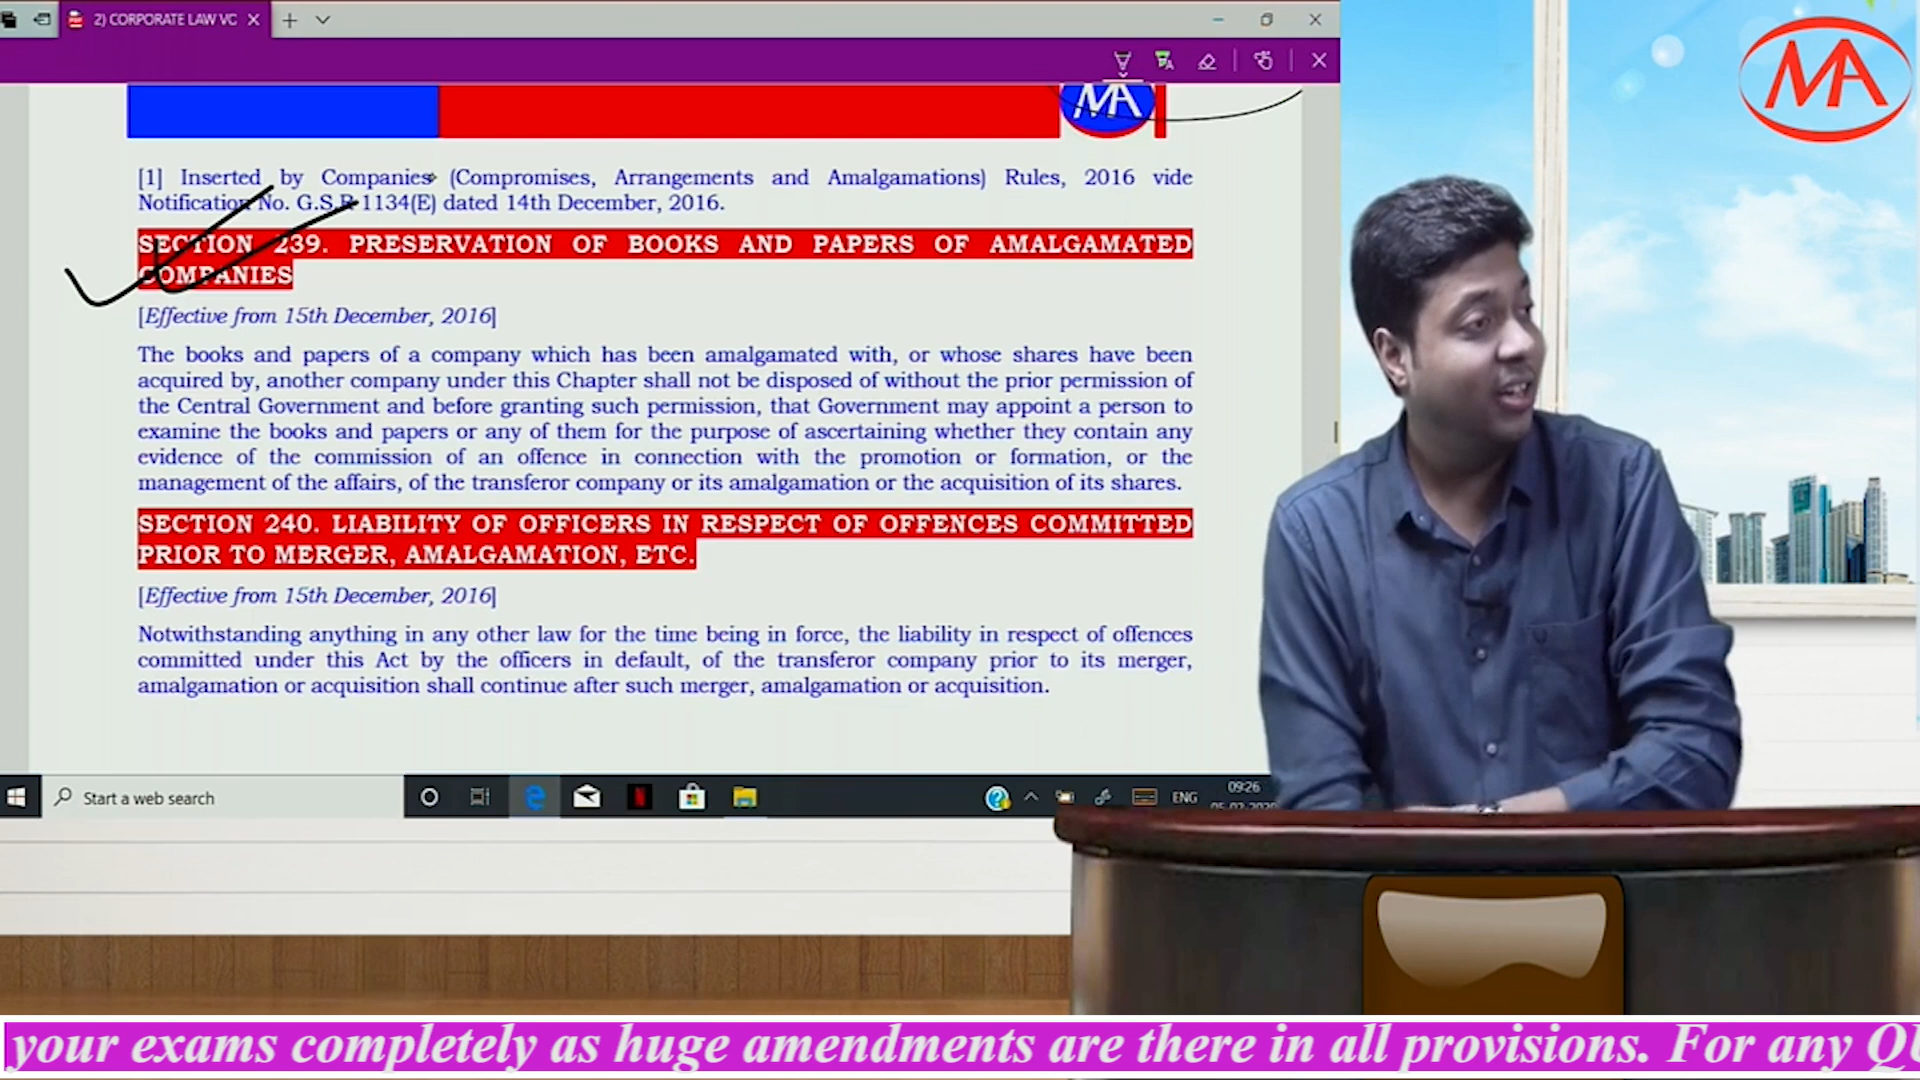 2) CORPORATE LAW VC
MA
MA
[1] Inserted by Companies (Compromises, Arrangements and Amalgamations) Rules, 2016 vide
Notification No. G.S.R 1134(E) dated 14th December, 2016.
SECTION 239. PRESERVATION OF BOOKS AND PAPERS OF AMALGAMATED
COMPANIES
[Effective from 15th December, 2016]
The books and papers of a company which has been amalgamated with, or whose shares have been
acquired by, another company under this Chapter shall not be disposed of without the prior permission of
the Central Government and before granting such permission, that Government may appoint a person to
examine the books and papers or any of them for the purpose of ascertaining whether they contain any
evidence of the commission of an offence in connection with the promotion or formation, or the
management of the affairs, of the transferor company or its amalgamation or the acquisition of its shares.
SECTION 240. LIABILITY OF OFFICERS IN RESPECT OF OFFENCES COMMITTED
PRIOR TO MERGER, AMALGAMATION, ETC.
[Effective from 15th December, 2016]
Notwithstanding anything in any other law for the time being in force, the liability in respect of offences
committed under this Act by the officers in default, of the transferor company prior to its merger,
amalgamation or acquisition shall continue after such merger, amalgamation or acquisition.
Start a web search
ENG
09:26
your exams completely as huge amendments are there in all provisions. For any